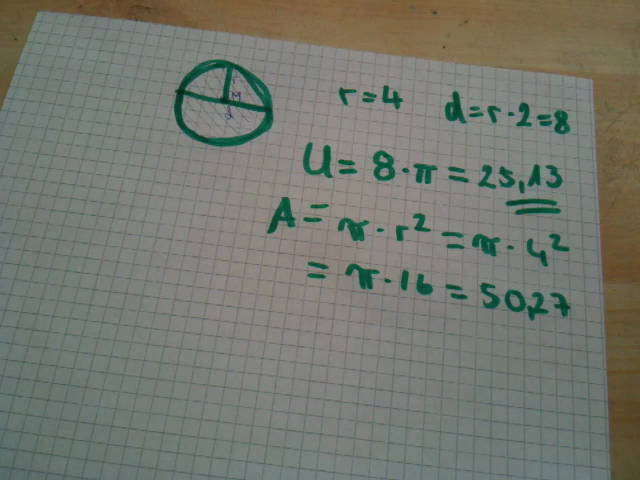 M
d
r=4 d=r·2=8
U= 8·π = 25,13
A= π·r² = π·4²
= π·16 = 50,27